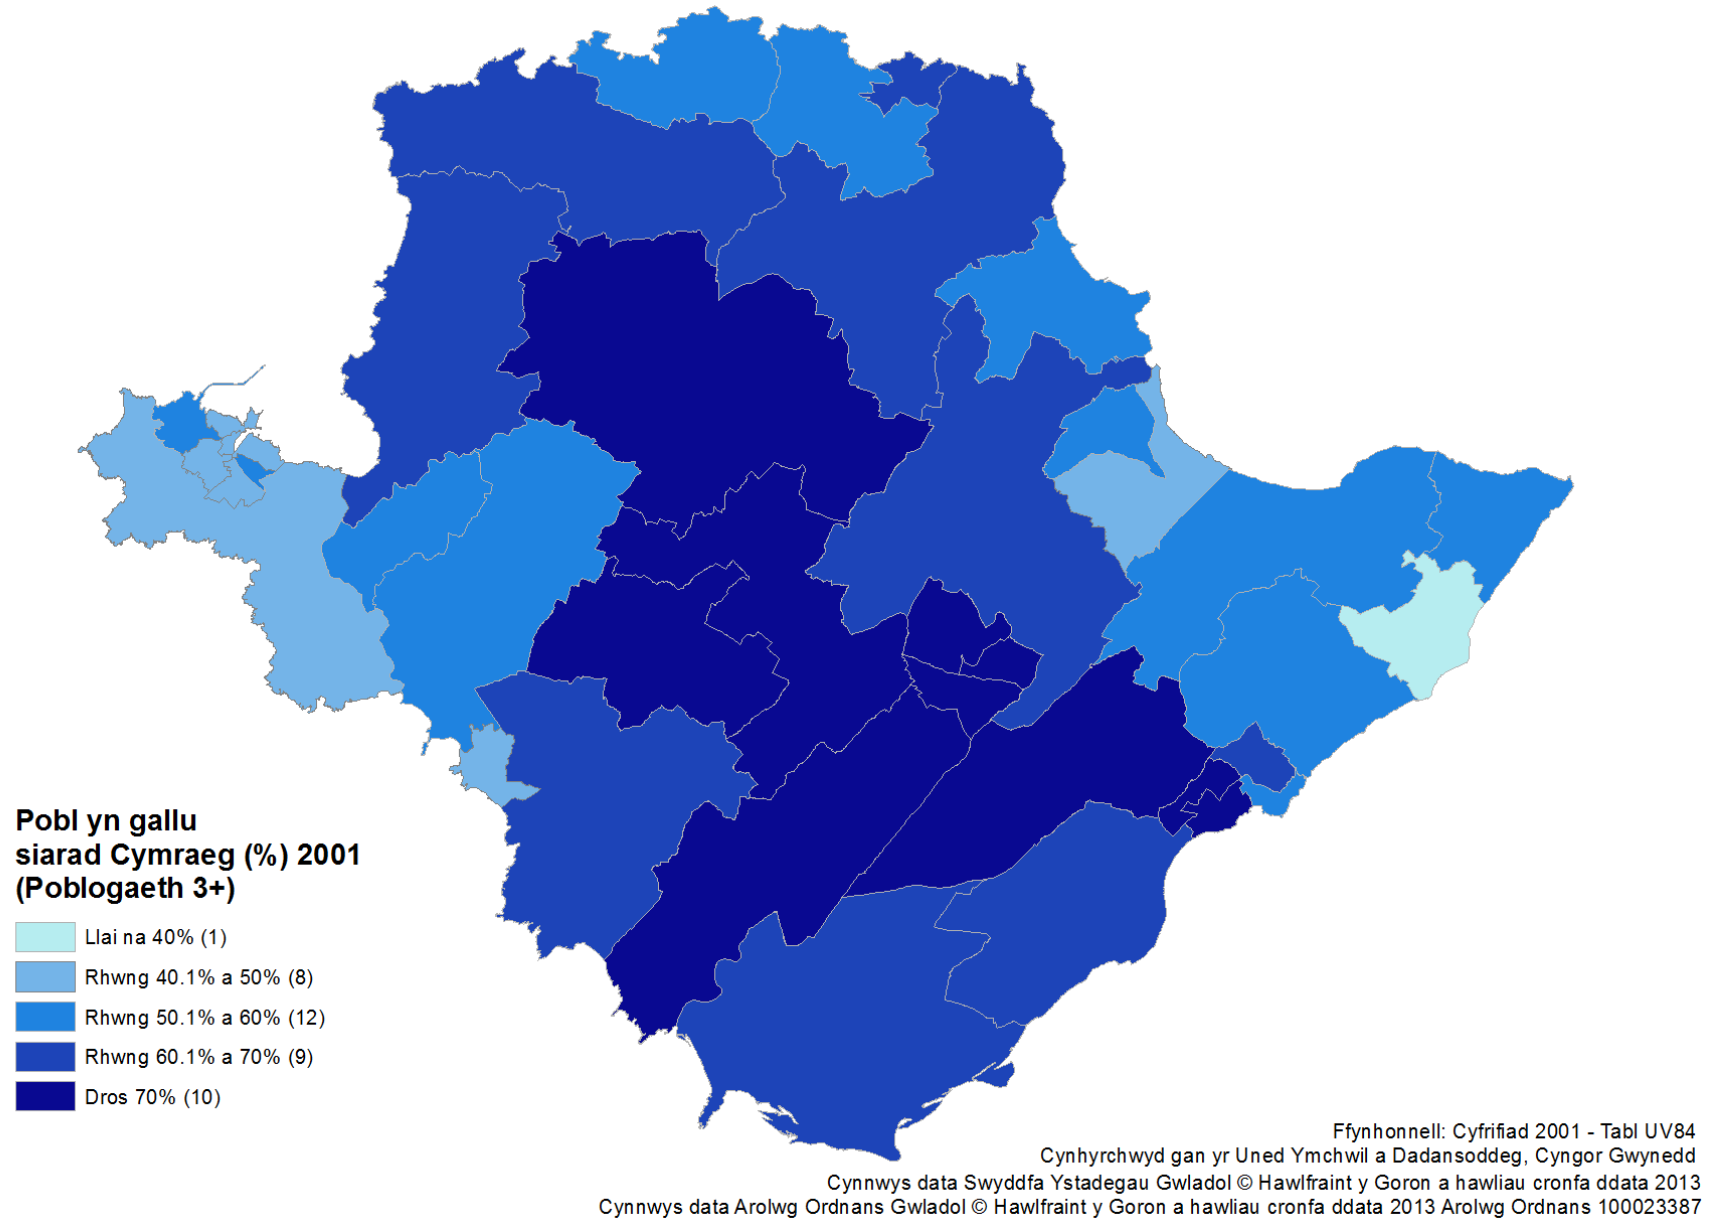 Pobl yn gallu
siarad Cymraeg (%) 2001
(Poblogaeth 3+)
Llai na 40% (1)
Rhwng 40.1% a 50% (8)
Rhwng 50.1% a 60% (12)
Rhwng 60.1% a 70% (9)
Dros 70% (10)
Ffynhonnell: Cyfrifiad 2001 - Tabl UV84
Cynhyrchwyd gan yr Uned Ymchwil a Dadansoddeg, Cyngor Gwynedd
Cynnwys data Swyddfa Ystadegau Gwladol © Hawlfraint y Goron a hawliau cronfa ddata 2013
Cynnwys data Arolwg Ordnans Gwladol © Hawlfraint y Goron a hawliau cronfa ddata 2013 Arolwg Ordnans 100023387